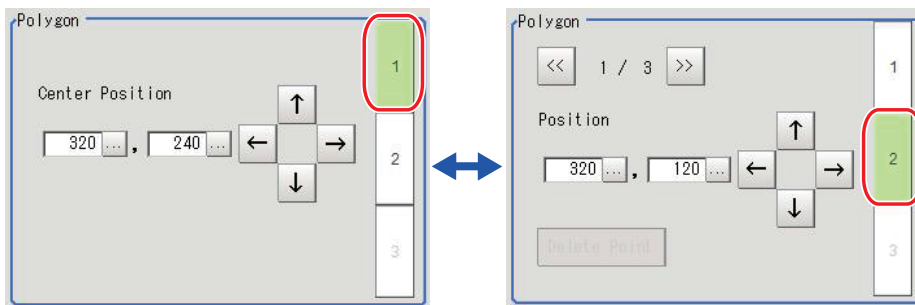 Polygon
1
Center Position
320 ... , 240 ... ← ↑ → ↓
2
3
Polygon
<< 1 / 3 >>
1
Position
320 ... , 120 ... ← ↑ → ↓
2
Delete Point
3